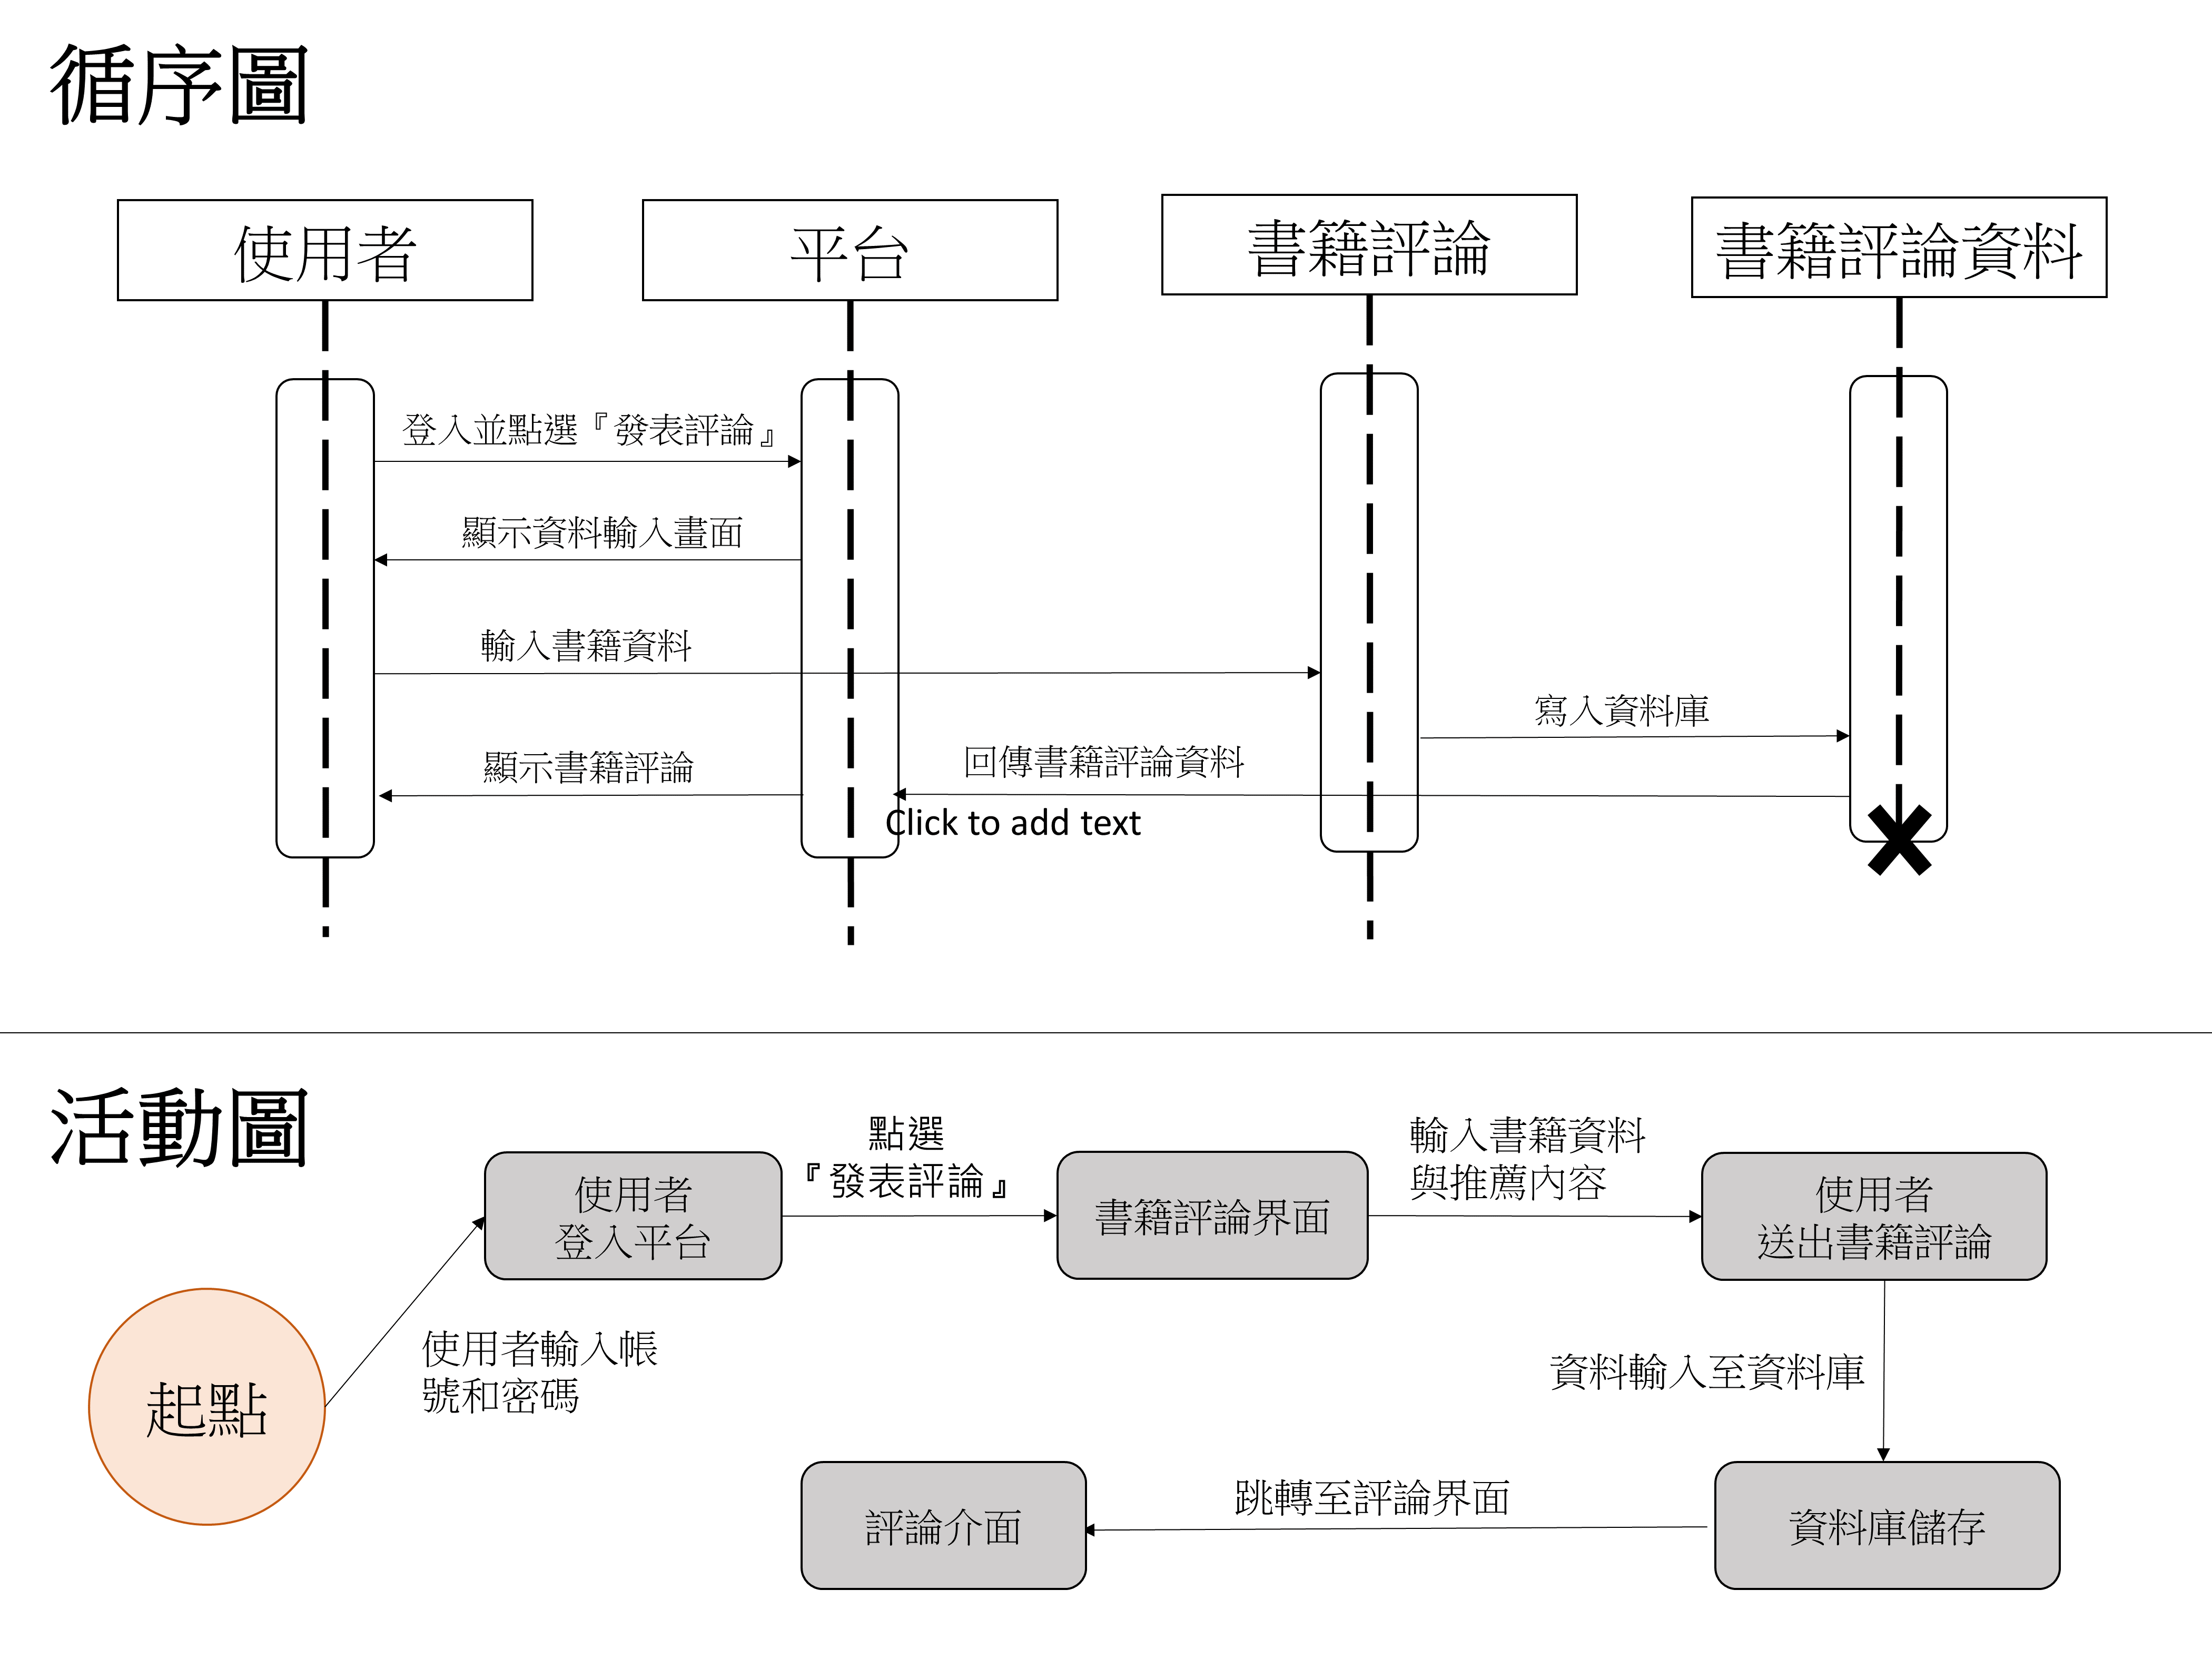 循序圖
使用者
平台
書籍評論
書籍評論資料
登入並點選『發表評論』
顯示資料輸入畫面
輸入書籍資料
寫入資料庫
回傳書籍評論資料
顯示書籍評論
Click to add text
活動圖
點選
『發表評論』
輸入書籍資料
與推薦內容
使用者
登入平台
書籍評論界面
使用者
送出書籍評論
使用者輸入帳
號和密碼
資料輸入至資料庫
起點
跳轉至評論界面
評論介面
資料庫儲存